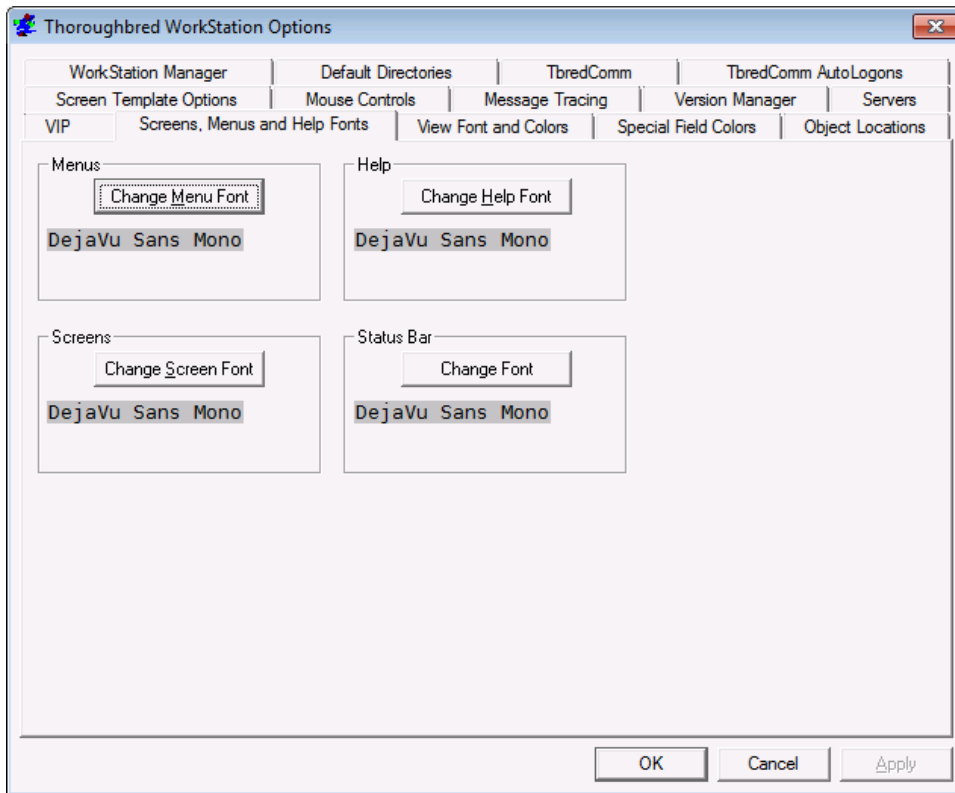 Thoroughbred WorkStation Options
WorkStation Manager Default Directories TbredComm TbredComm AutoLogons
Screen Template Options Mouse Controls Message Tracing Version Manager Servers
VIP Screens, Menus and Help Fonts View Font and Colors Special Field Colors Object Locations
Menus Help
Change Menu Font Change Help Font
DejaVu Sans Mono DejaVu Sans Mono
Screens Status Bar
Change Screen Font Change Font
DejaVu Sans Mono DejaVu Sans Mono
OK Cancel Apply